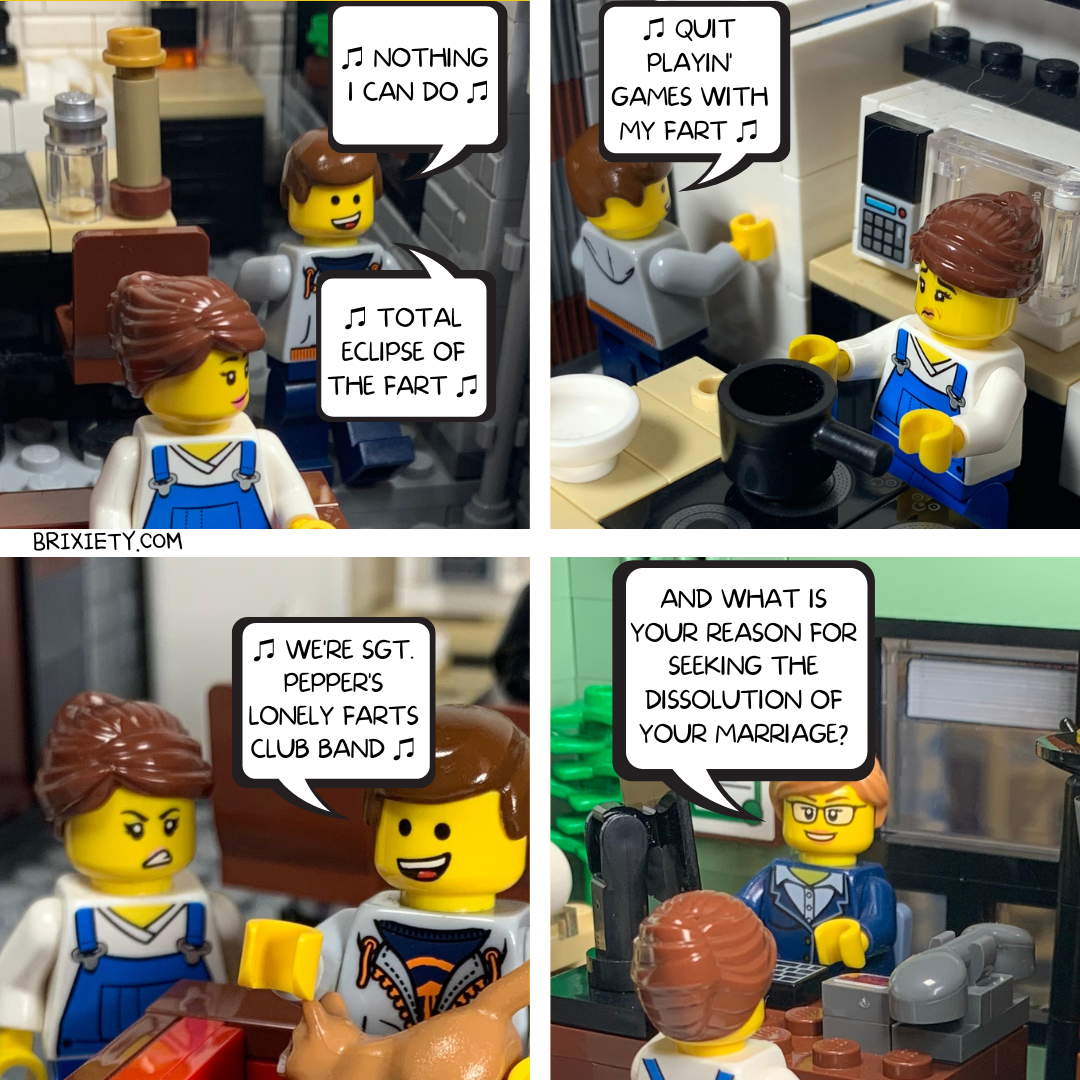 ♫ NOTHING
I CAN DO ♫
♫ TOTAL
ECLIPSE OF
THE FART ♫
♫ QUIT
PLAYIN'
GAMES WITH
MY FART ♫
BRIXIETY.COM
♫ WE'RE SGT.
PEPPER'S
LONELY FARTS
CLUB BAND ♫
AND WHAT IS
YOUR REASON FOR
SEEKING THE
DISSOLUTION OF
YOUR MARRIAGE?